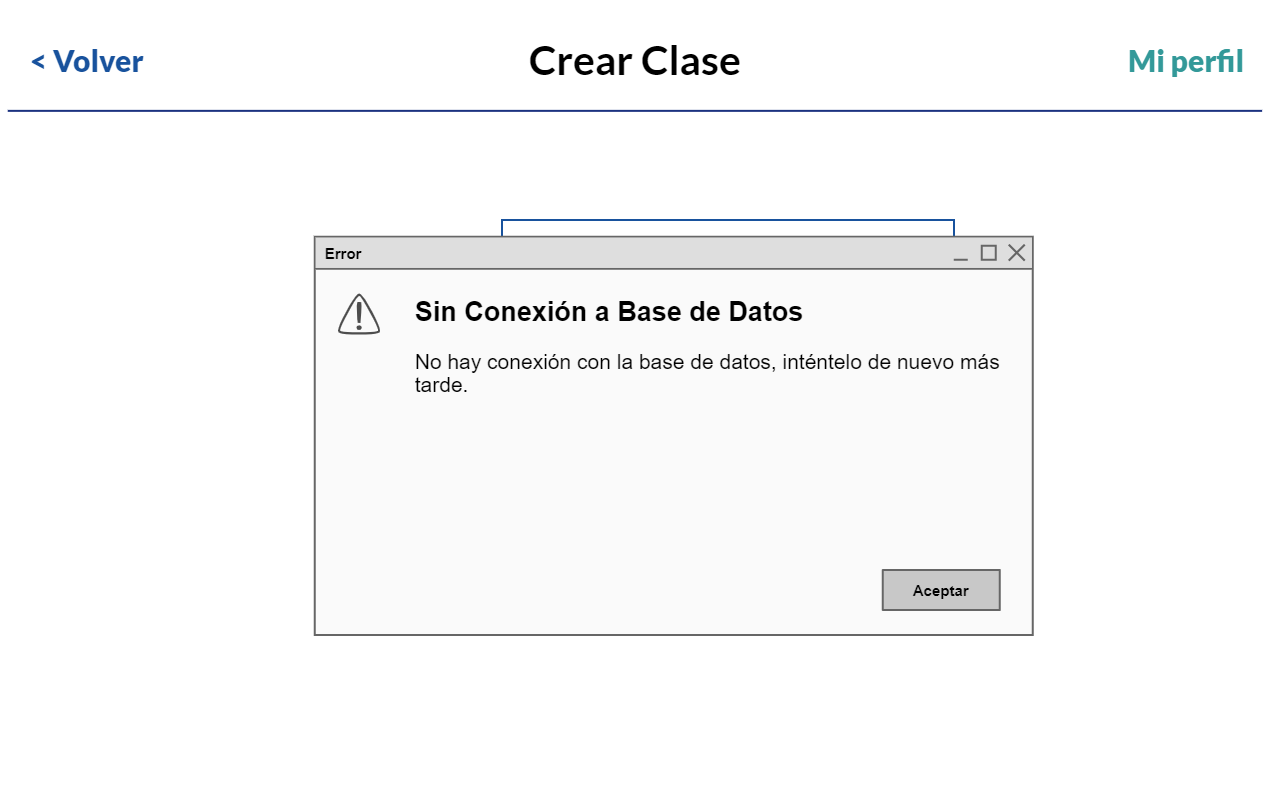 < Volver
Crear Clase
Mi perfil
Error
Sin Conexión a Base de Datos
No hay conexión con la base de datos, inténtelo de nuevo más
tarde.
Aceptar